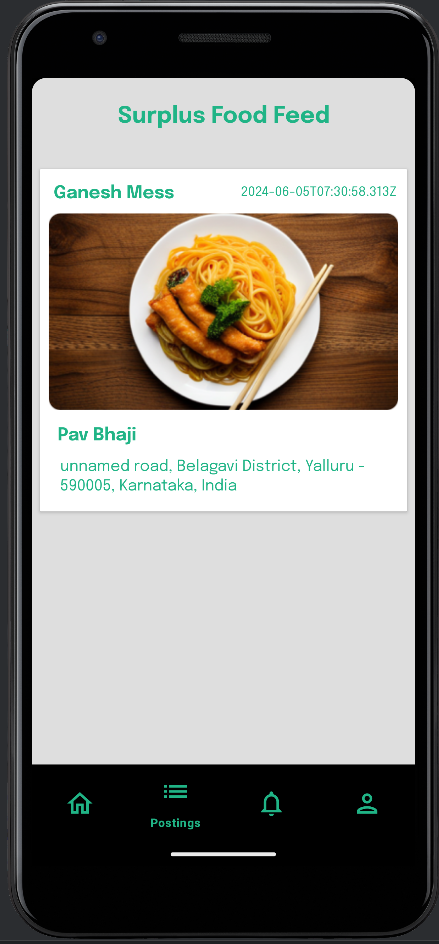 Surplus Food Feed
Ganesh Mess 2024-06-05T07:30:58.313Z
Pav Bhaji
unnamed road, Belagavi District, Yalluru -
590005, Karnataka, India
Postings